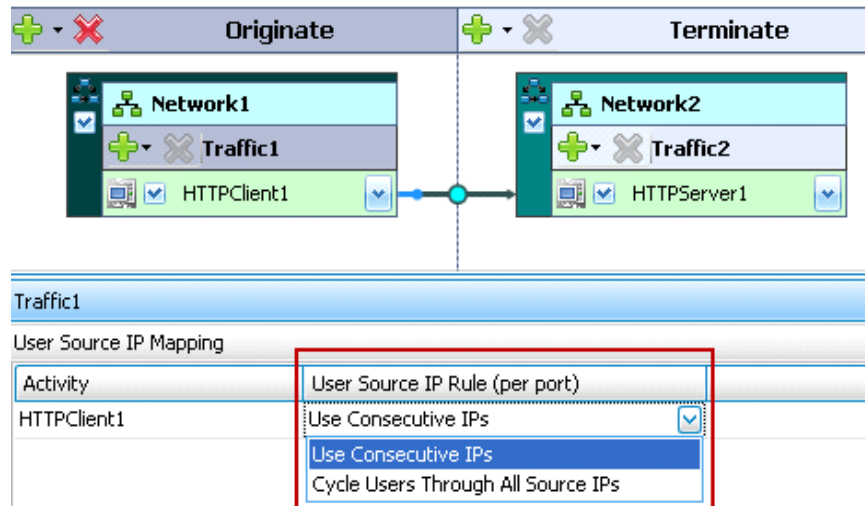 Originate
Terminate
Network1
Network2
Traffic1
Traffic2
HTTPClient1
HTTPServer1
Traffic1
User Source IP Mapping
Activity
User Source IP Rule (per port)
HTTPClient1
Use Consecutive IPs
Use Consecutive IPs
Cycle Users Through All Source IPs